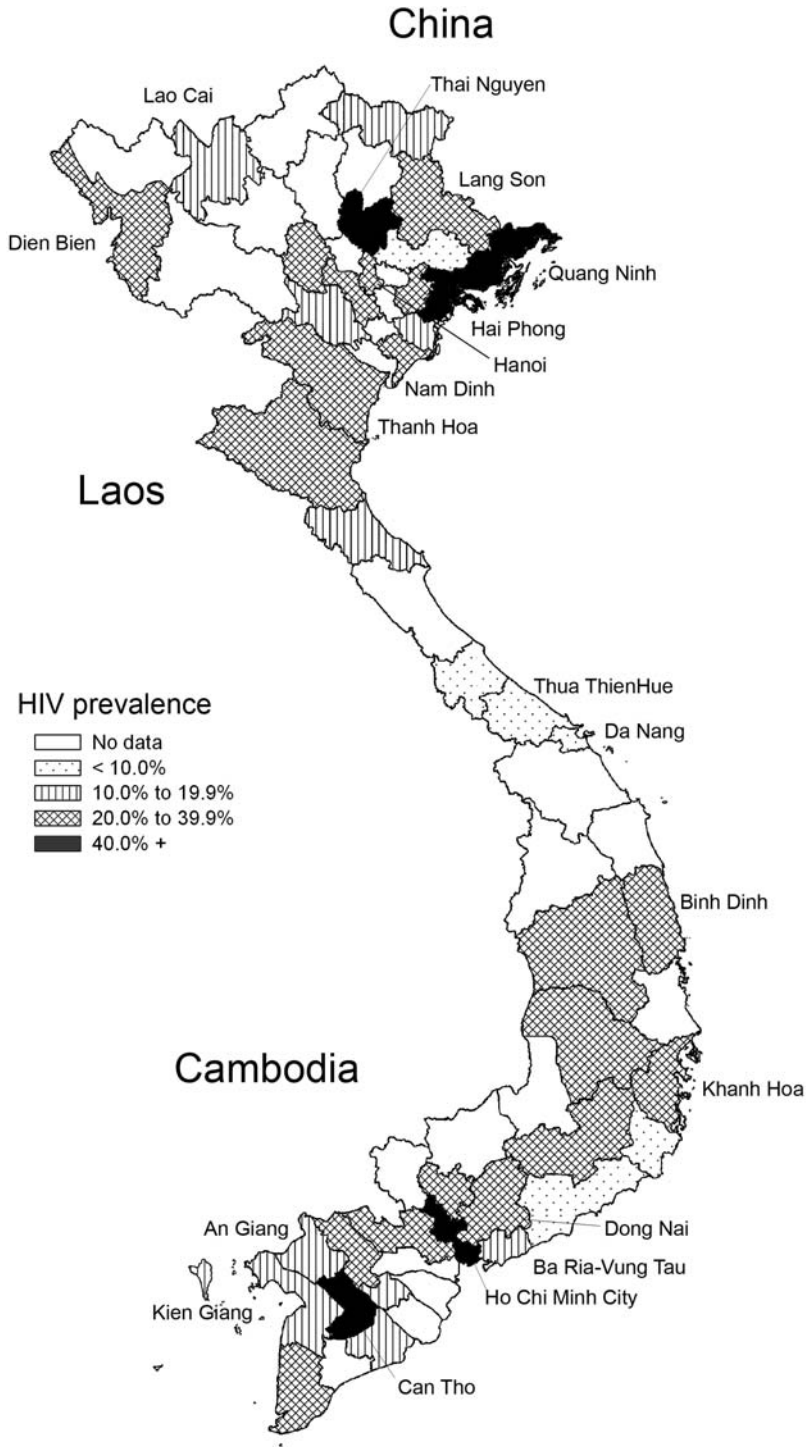 China
Thai Nguyen
Lao Cai
Lang Son
Dien Bien
Quang Ninh
Hai Phong
Hanoi
Nam Dinh
Thanh Hoa
Laos
Thua ThienHue
HIV prevalence
Da Nang
No data
< 10.0%
10.0% to 19.9%
20.0% to 39.9%
40.0% +
Binh Dinh
Cambodia
Khanh Hoa
An Giang
Dong Nai
Ba Ria-Vung Tau
Ho Chi Minh City
Kien Giang
Can Tho